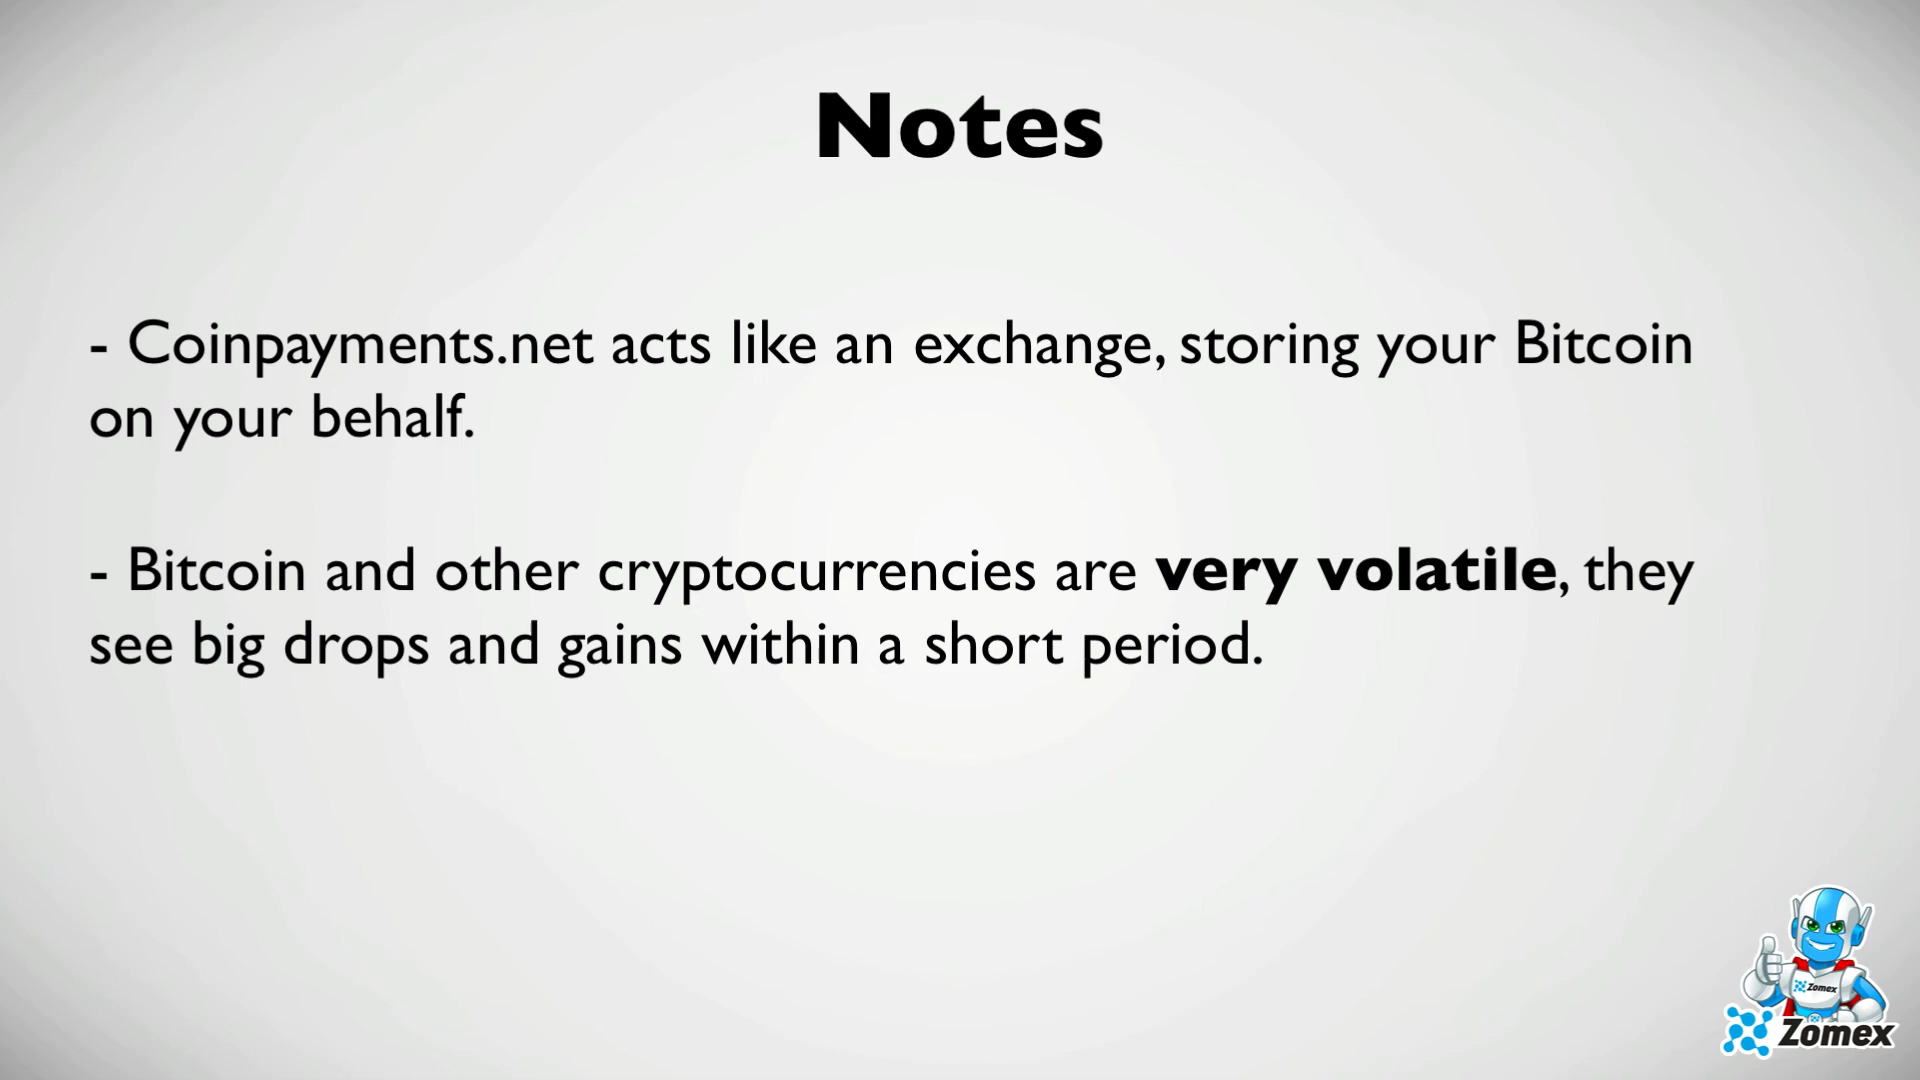 Notes
- Coinpayments.net acts like an exchange, storing your Bitcoin
on your behalf.
- Bitcoin and other cryptocurrencies are very volatile, they
see big drops and gains within a short period.
Zomex
Zomex